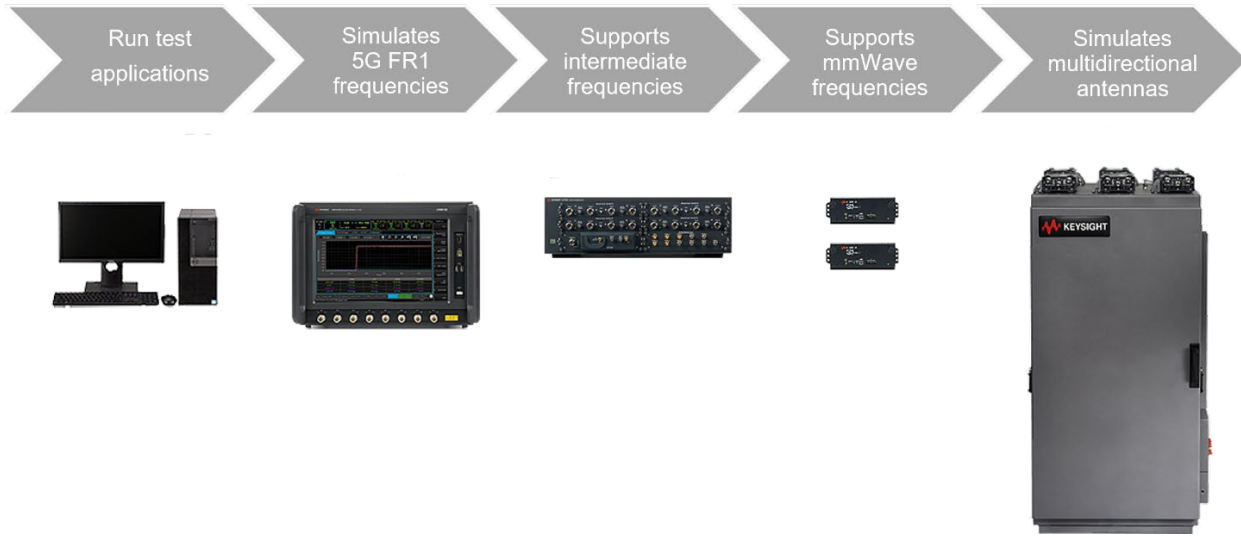 Run test
applications
Simulates
5G FR1
frequencies
Supports
intermediate
frequencies
Supports
mmWave
frequencies
Simulates
multidirectional
antennas
KEYSIGHT